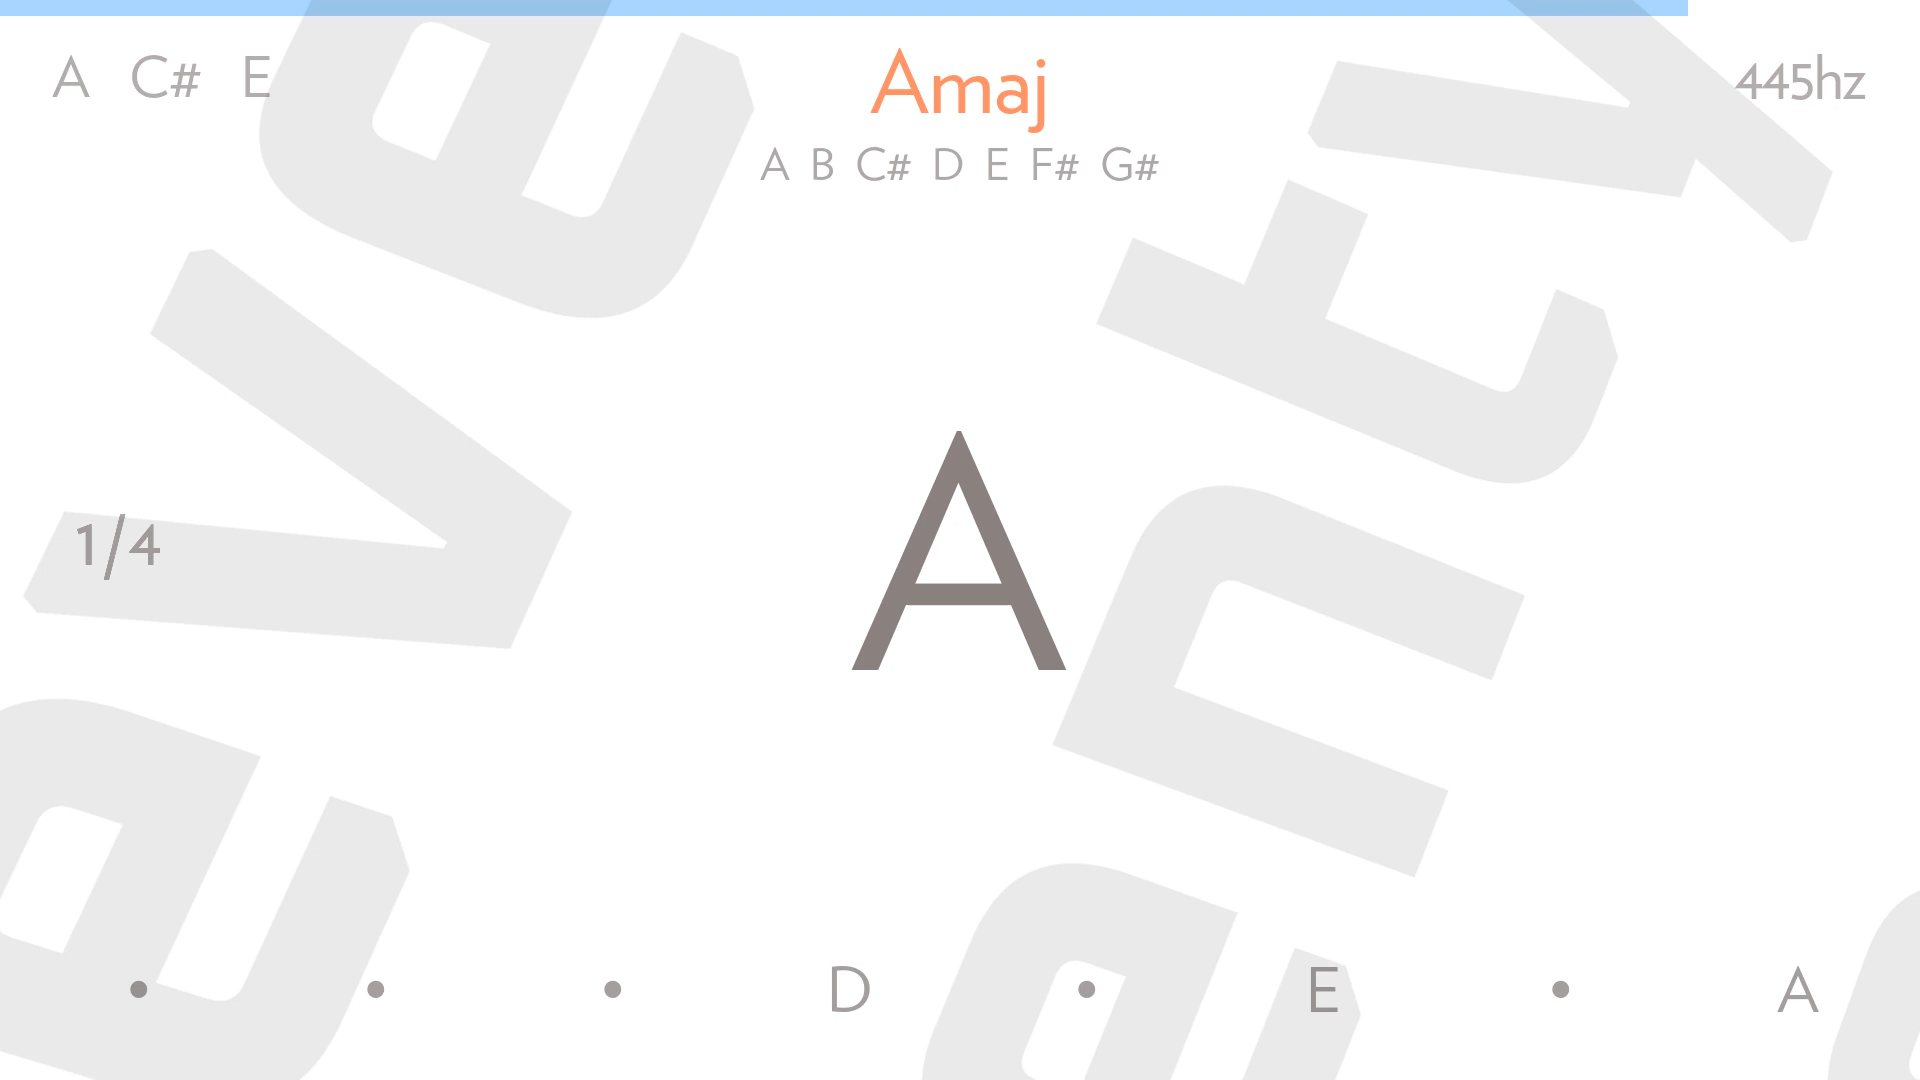 A C# E
Amaj
445hz
A B C# D E F# G#
A
1/4
• • • D • E • A